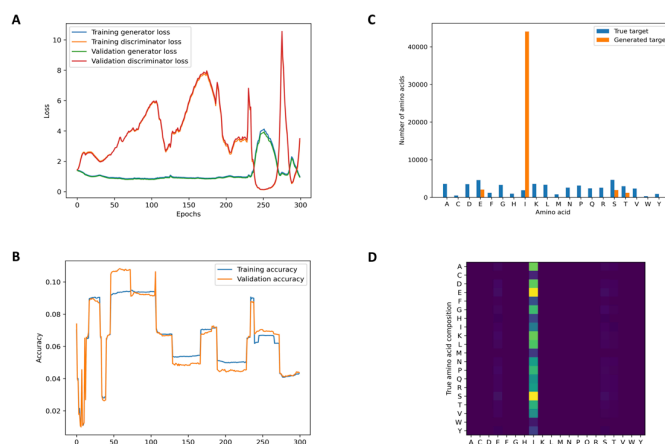 A
Training generator loss
Training discriminator loss
Validation generator loss
Validation discriminator loss
10
8
6
4
2
0
Loss
0 50 100 150 200 250 300
Epochs
C
True target
Generated target
40000
30000
20000
10000
0
Number of amino acids
A C D E F G H I K L M N P Q R S T V W Y
Amino acid
B
Training accuracy
Validation accuracy
0.10
0.08
0.06
0.04
0.02
Accuracy
0 50 100 150 200 250 300
D
A
C
D
E
F
G
H
I
K
L
M
N
P
Q
R
S
T
V
W
Y
True amino acid composition
A C D E F G H I K L M N P Q R S T V W Y